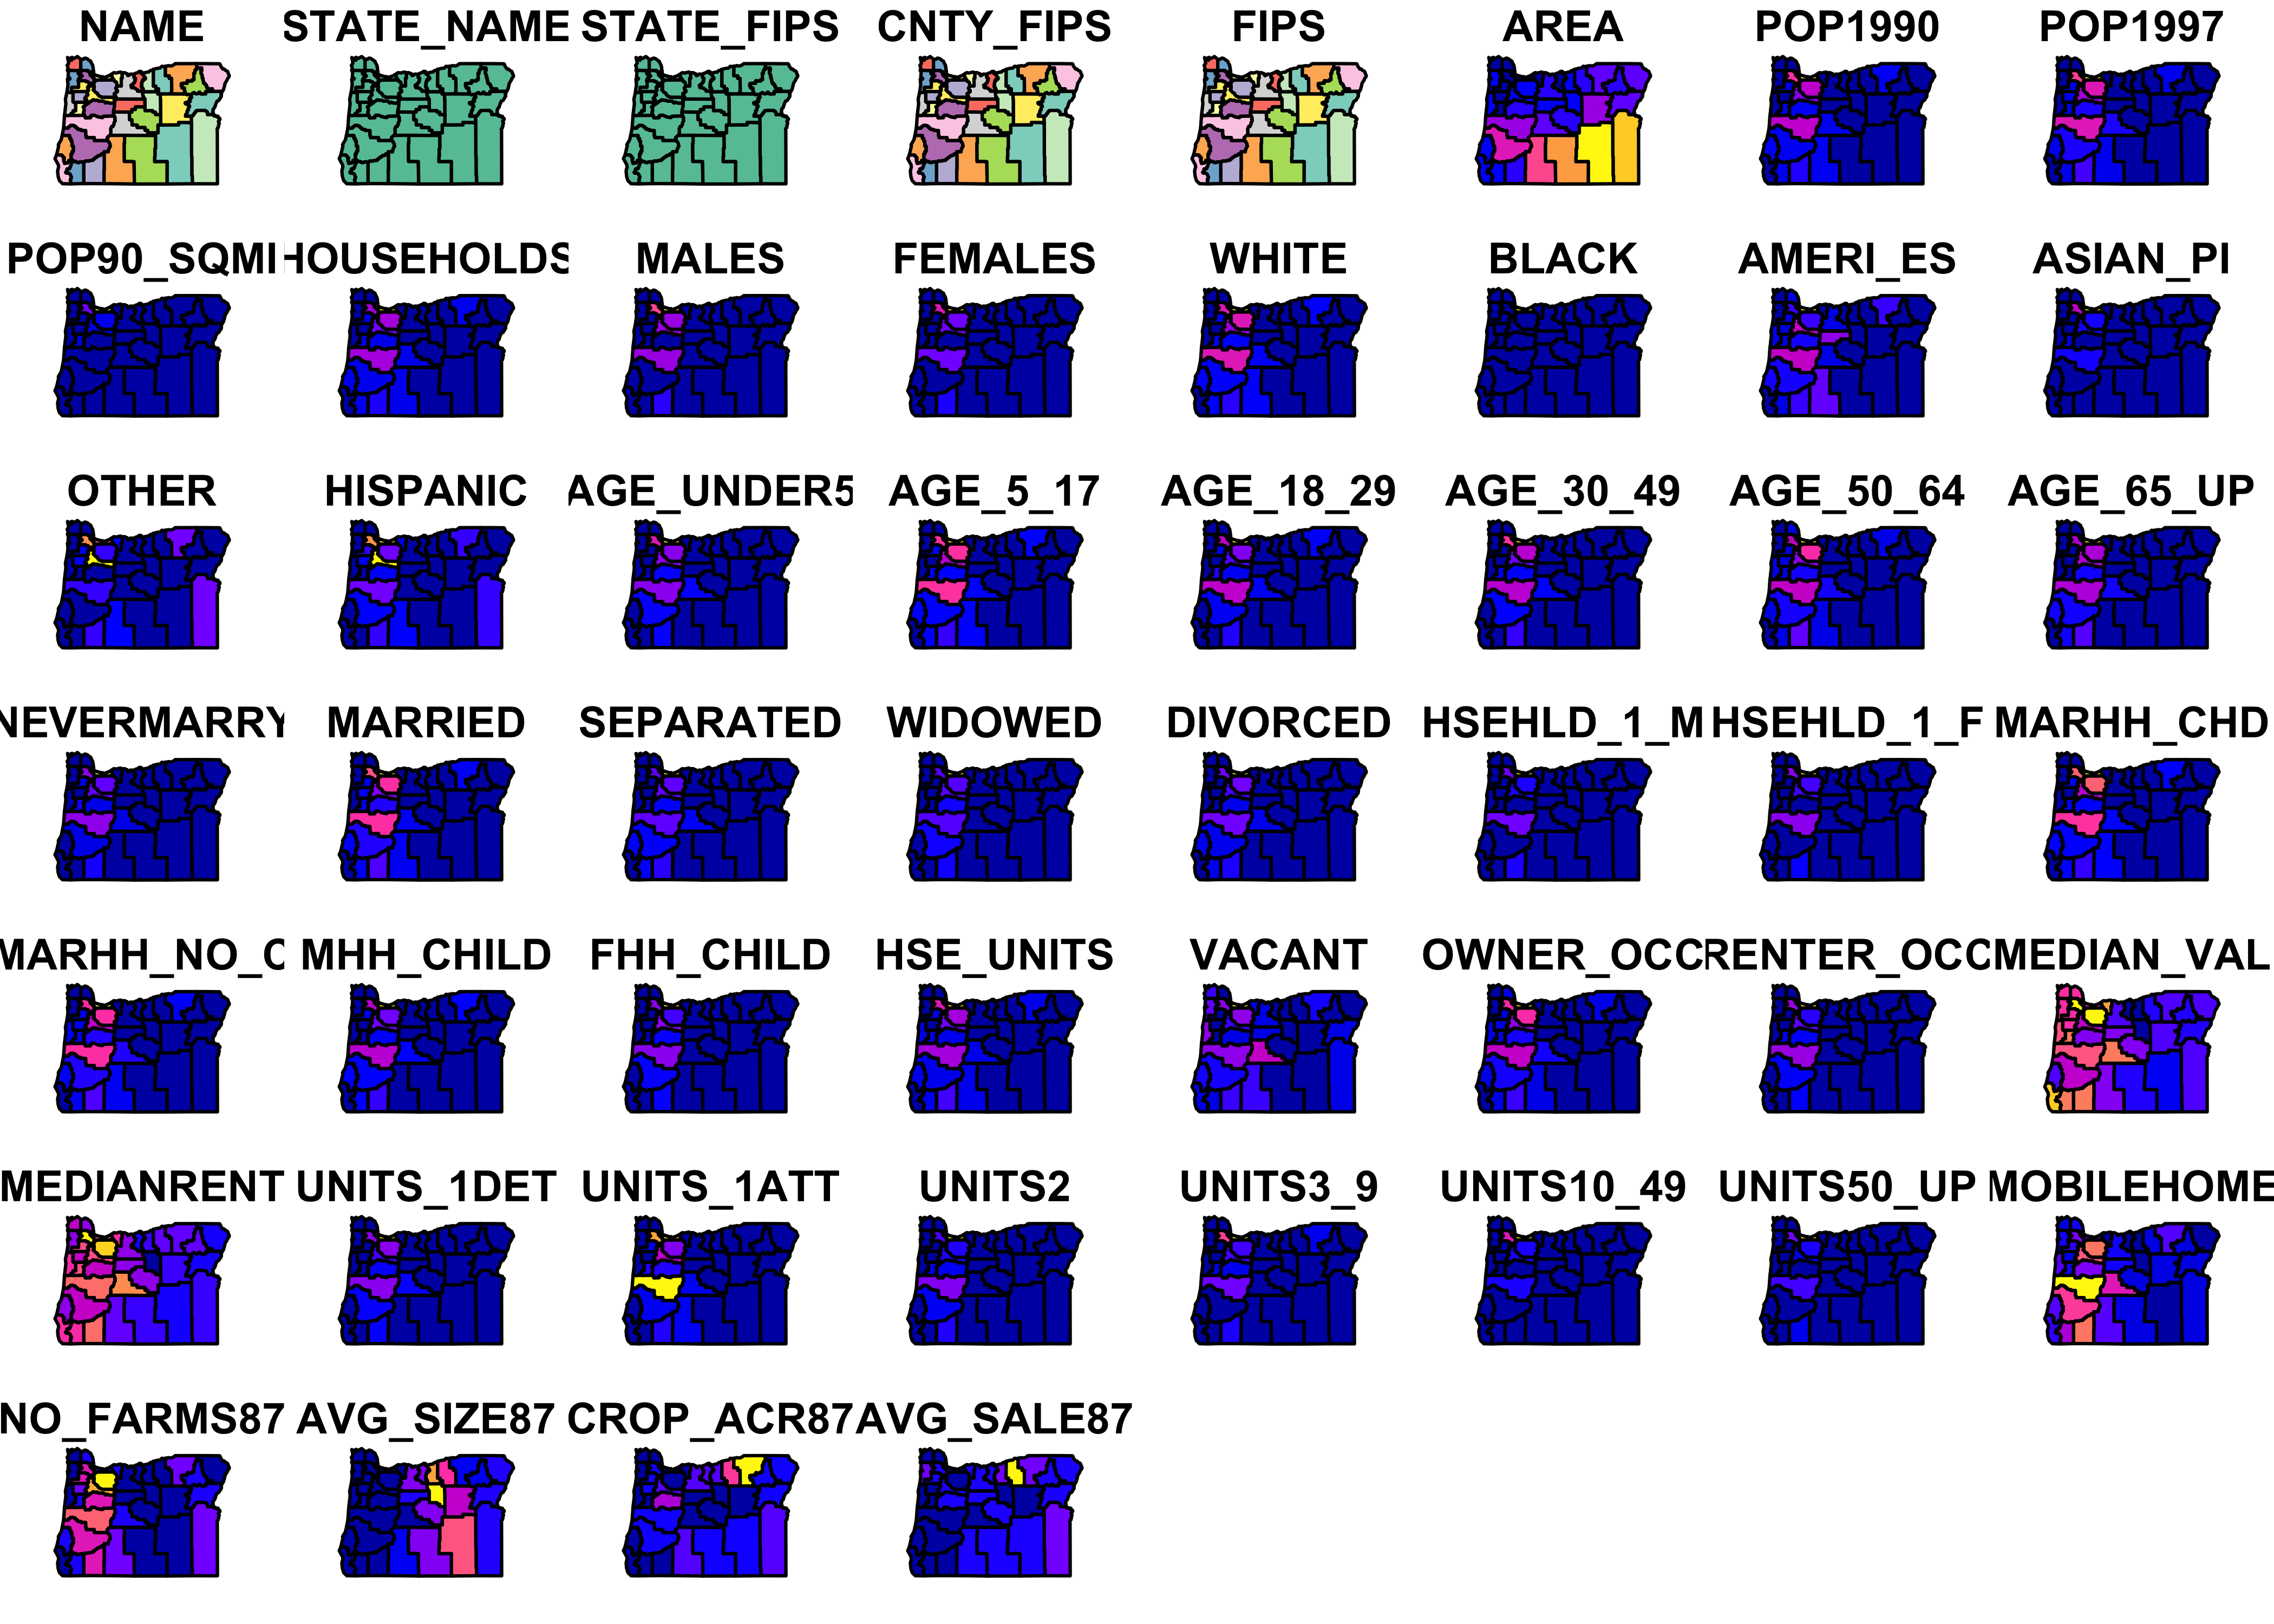 NAME STATE_NAME STATE_FIPS CNTY_FIPS FIPS AREA POP1990 POP1997
POP90_SQMI HOUSEHOLDS MALES FEMALES WHITE BLACK AMERI_ES ASIAN_PI
OTHER HISPANIC AGE_UNDER5 AGE_5_17 AGE_18_29 AGE_30_49 AGE_50_64 AGE_65_UP
NEVERMARRY MARRIED SEPARATED WIDOWED DIVORCED HSEHLD_1_M HSEHLD_1_F MARHH_CHD
MARHH_NO_C MHH_CHILD FHH_CHILD HSE_UNITS VACANT OWNER_OCC RENTER_OCC MEDIAN_VAL
MEDIANRENT UNITS_1DET UNITS_1ATT UNITS2 UNITS3_9 UNITS10_49 UNITS50_UP MOBILEHOME
NO_FARMS87 AVG_SIZE87 CROP_ACR87 AVG_SALE87